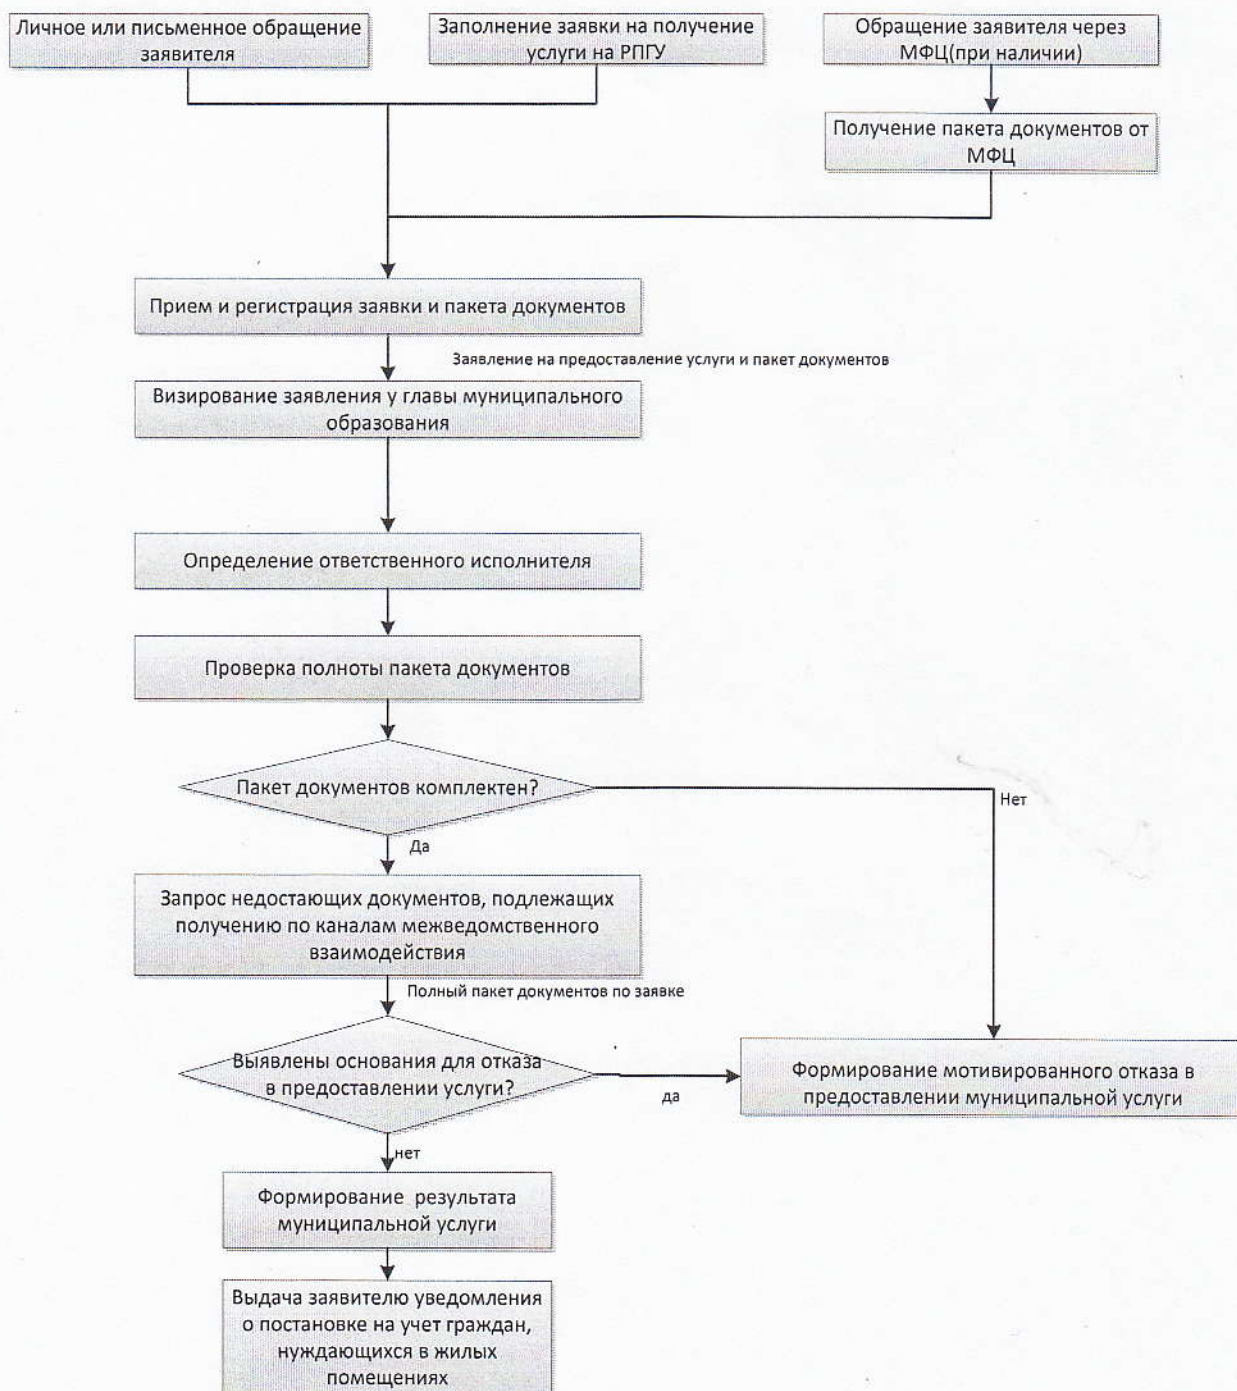 Личное или письменное обращение
заявителя
Заполнение заявки на получение
услуги на РПГУ
Обращение заявителя через
МФЦ(при наличии)
Получение пакета документов от
МФЦ
Прием и регистрация заявки и пакета документов
Заявление на предоставление услуги и пакет документов
Визирование заявления у главы муниципального
образования
Определение ответственного исполнителя
Проверка полноты пакета документов
Пакет документов комплектен?
Нет
Да
Запрос недостающих документов, подлежащих
получению по каналам межведомственного
взаимодействия
Полный пакет документов по заявке
Выявлены основания для отказа
в предоставлении услуги?
да
Формирование мотивированного отказа в
предоставлении муниципальной услуги
нет
Формирование результата
муниципальной услуги
Выдача заявителю уведомления
о постановке на учет граждан,
нуждающихся в жилых
помещениях